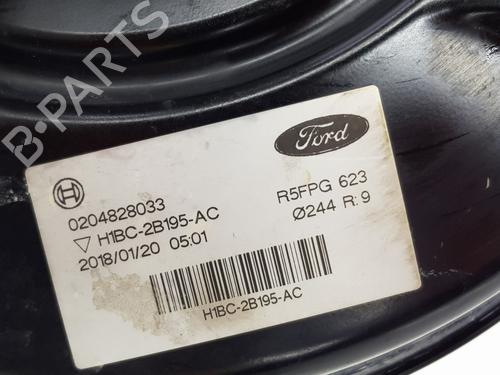 B-PARTS
Ford
0204828033
R5FPG 623
▽ H1BC-2B195-AC
Ø244 R:9
2018/01/20 05:01
H1BC-2B195-AC